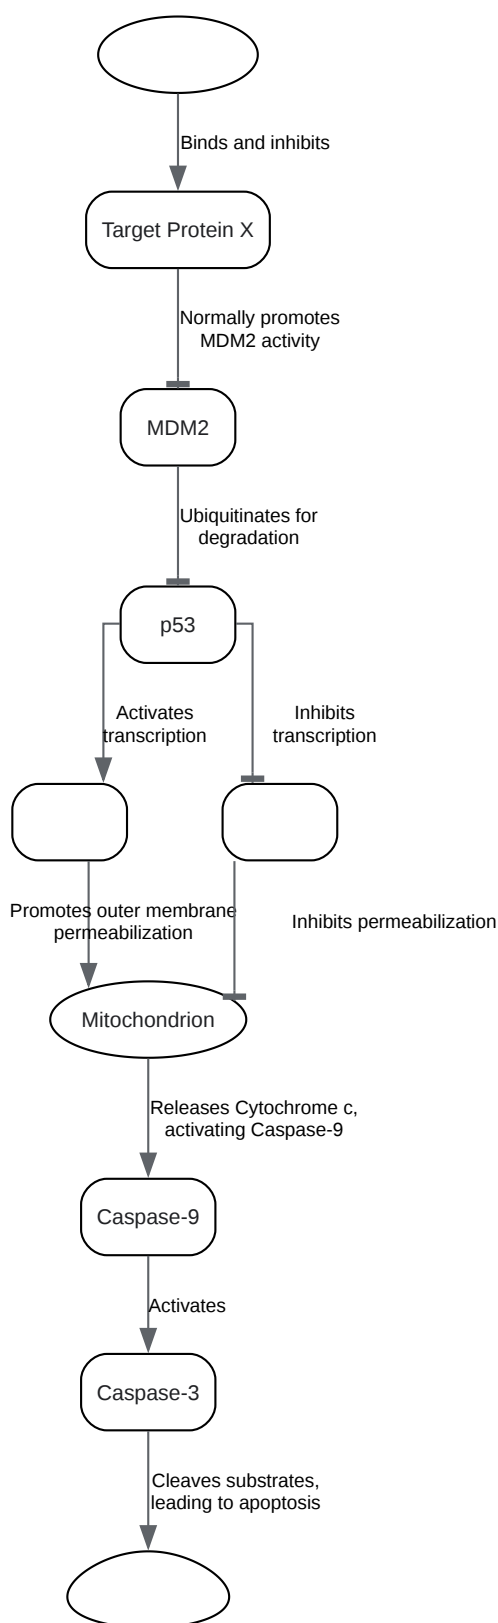 Binds and inhibits
Target Protein X
Normally promotes
MDM2 activity
MDM2
Ubiquitinates for
degradation
p53
Activates
transcription
Inhibits
transcription
Promotes outer membrane
permeabilization
Inhibits permeabilization
Mitochondrion
Releases Cytochrome c,
activating Caspase-9
Caspase-9
Activates
Caspase-3
Cleaves substrates,
leading to apoptosis